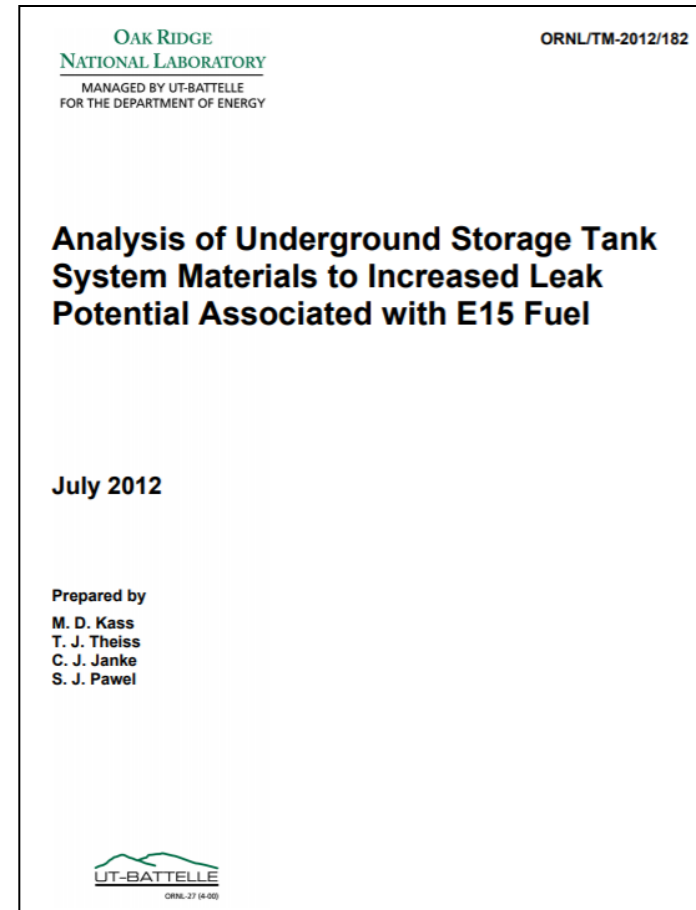 OAK RIDGE
NATIONAL LABORATORY
MANAGED BY UT-BATTELLE
FOR THE DEPARTMENT OF ENERGY
ORNL/TM-2012/182
Analysis of Underground Storage Tank
System Materials to Increased Leak
Potential Associated with E15 Fuel
July 2012
Prepared by
M. D. Kass
T. J. Theiss
C. J. Janke
S. J. Pawel
UT-BATTELLE
ORNL-27 (4-00)